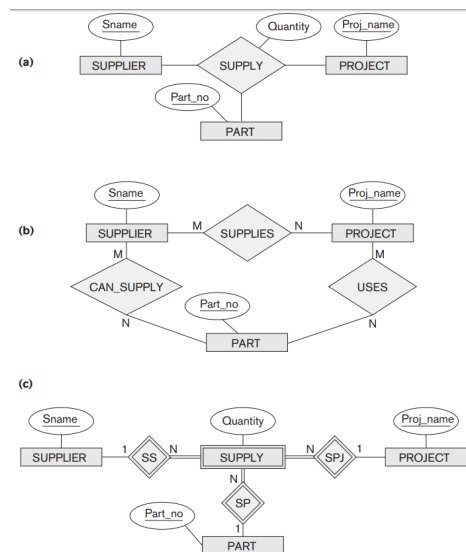 Sname
Quantity
Proj_name
(a)
SUPPLIER
SUPPLY
PROJECT
Part_no
PART
Sname
Proj_name
(b)
SUPPLIER
M
SUPPLIES
N
PROJECT
M
M
CAN_SUPPLY
Part_no
USES
N
N
PART
(c)
Sname
Quantity
Proj_name
SUPPLIER
1
SS
N
SUPPLY
N
SPJ
1
PROJECT
N
SP
Part_no
1
PART